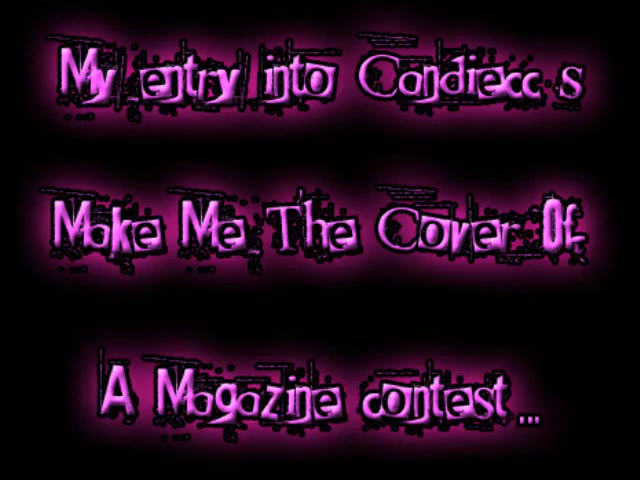 My entry into Candiecc s
Make Me The Cover Of.
A Magazine contest...